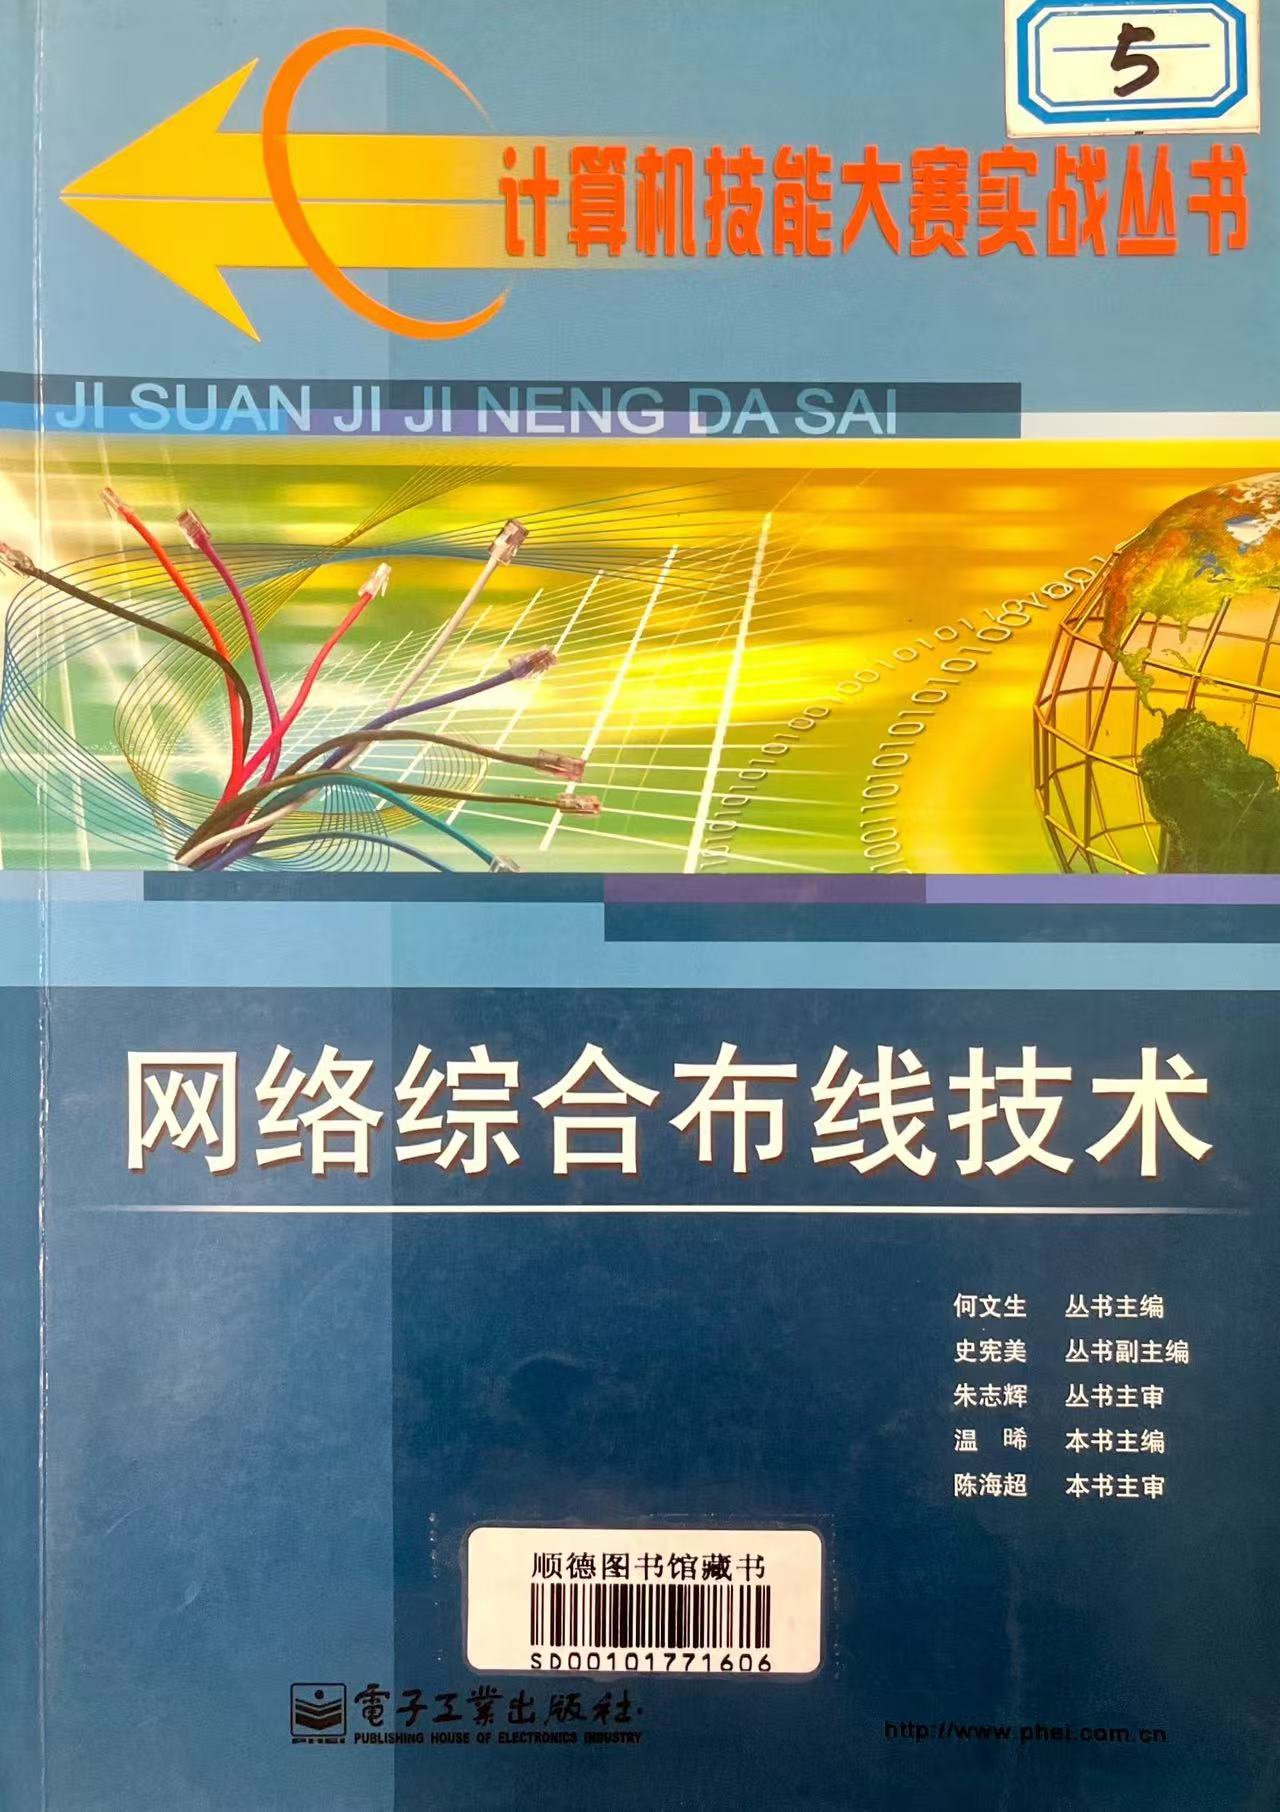 5
计算机技能大赛实战丛书
JI SUAN JI JI NENG DA SAI
网络综合布线技术
何文生 丛书主编
史宪美 丛书副主编
朱志辉 丛书主审
温 晞 本书主编
陈海超 本书主审
顺德图书馆藏书
SD00101771606
PHEI
電子工業出版社·
PUBLISHING HOUSE OF ELECTRONICS INDUSTRY
http://www.phei.com.cn